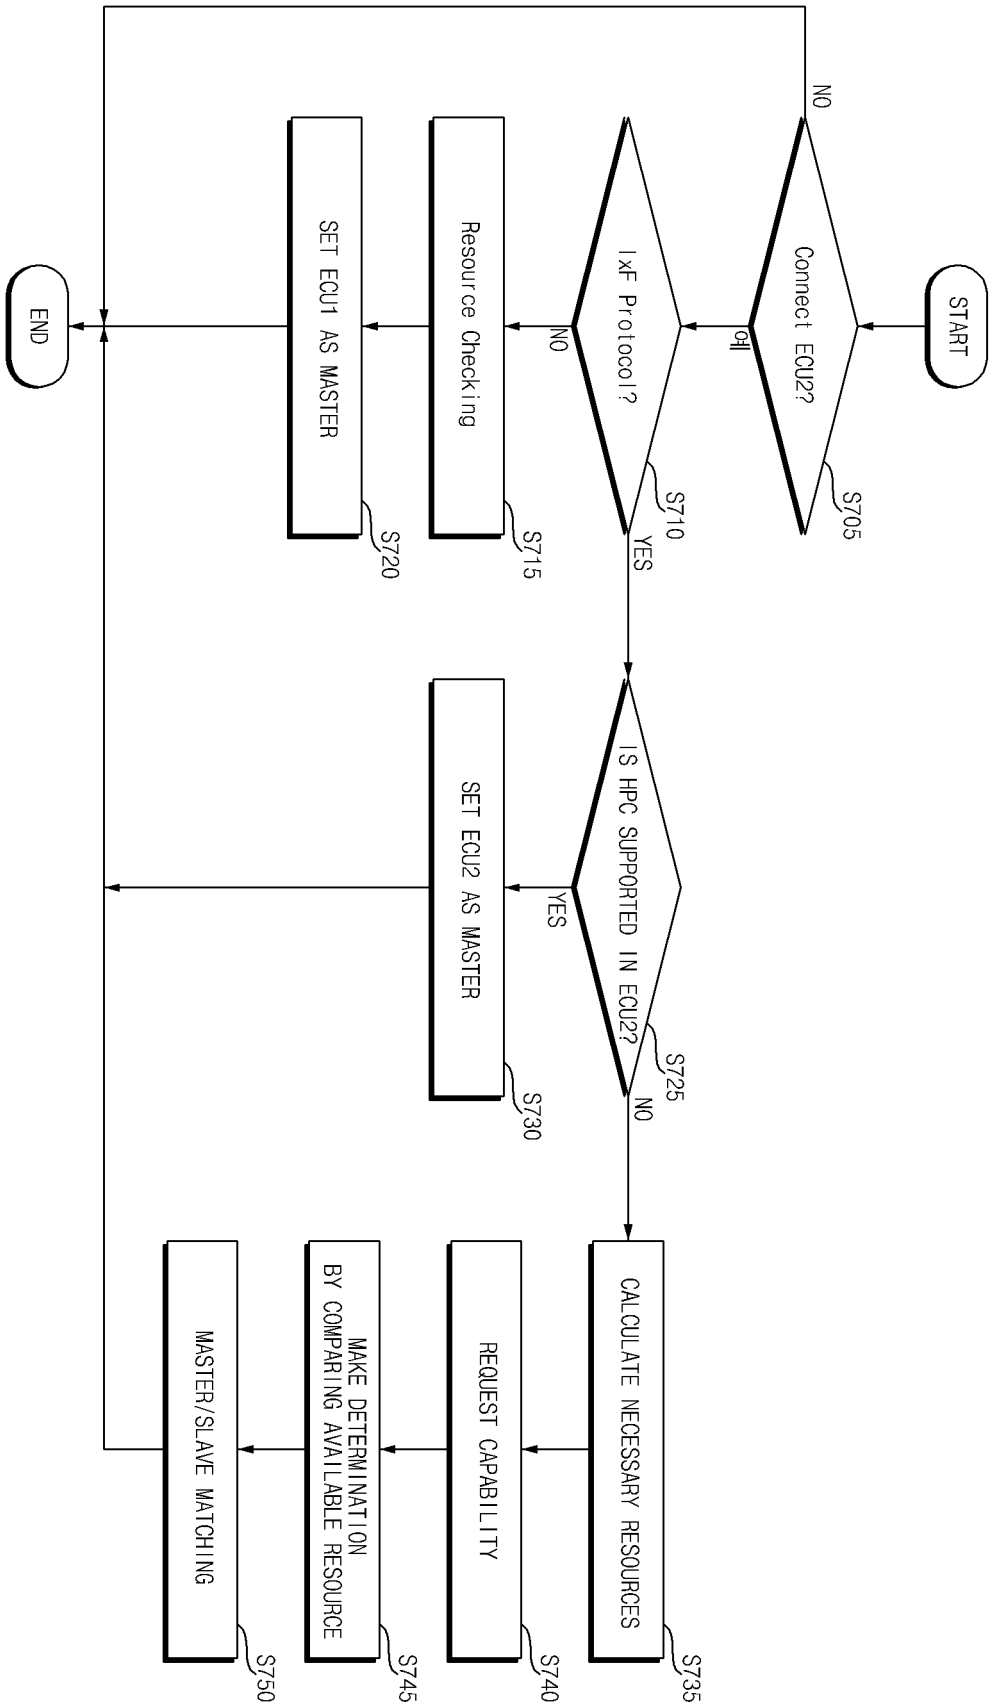 START
Connect ECU2?
S705
NO
예
IxF Protocol?
S710
YES
NO
Resource Checking
S715
SET ECU1 AS MASTER
S720
END
IS HPC SUPPORTED IN ECU2?
S725
NO
YES
SET ECU2 AS MASTER
S730
CALCULATE NECESSARY RESOURCES
S735
REQUEST CAPABILITY
S740
MAKE DETERMINATION
BY COMPARING AVAILABLE RESOURCE
S745
MASTER/SLAVE MATCHING
S750